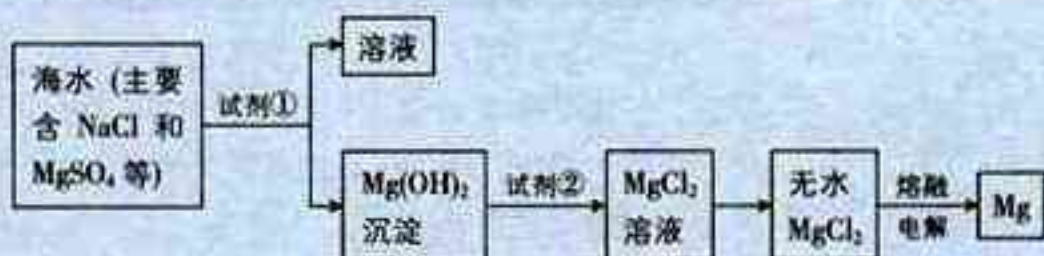 海水 (主要
含 NaCl 和
MgSO₄ 等)
试剂①
溶液
Mg(OH)₂
沉淀
试剂②
MgCl₂
溶液
无水
MgCl₂
熔融
电解
Mg